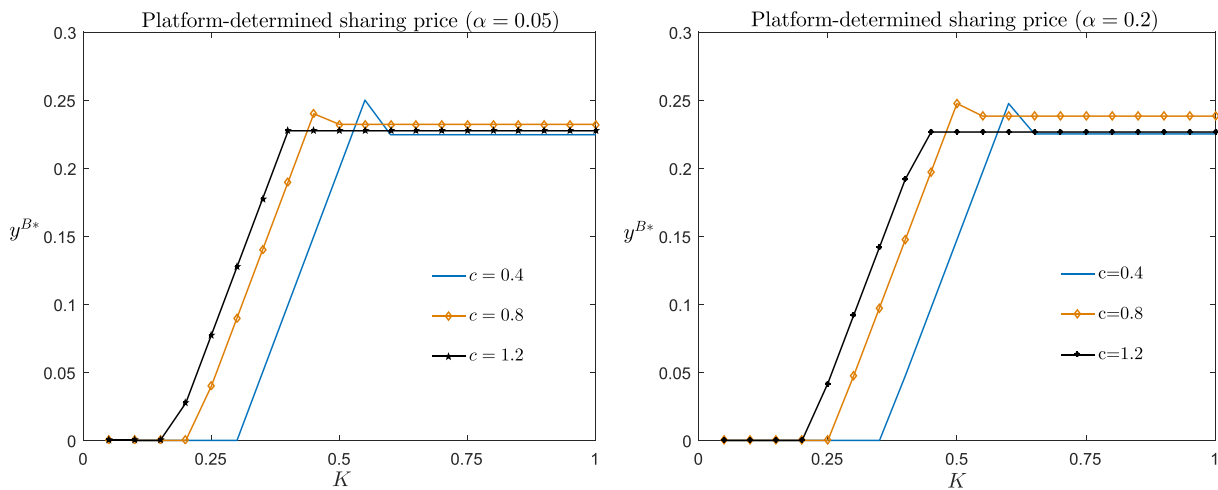 Platform-determined sharing price (α = 0.05)
0.3
0.25
0.2
0.15
0.1
0.05
0
y^{B*}
c = 0.4
c = 0.8
c = 1.2
0
0.25
0.5
0.75
1
K
Platform-determined sharing price (α = 0.2)
0.3
0.25
0.2
0.15
0.1
0.05
0
y^{B*}
c=0.4
c=0.8
c=1.2
0
0.25
0.5
0.75
1
K